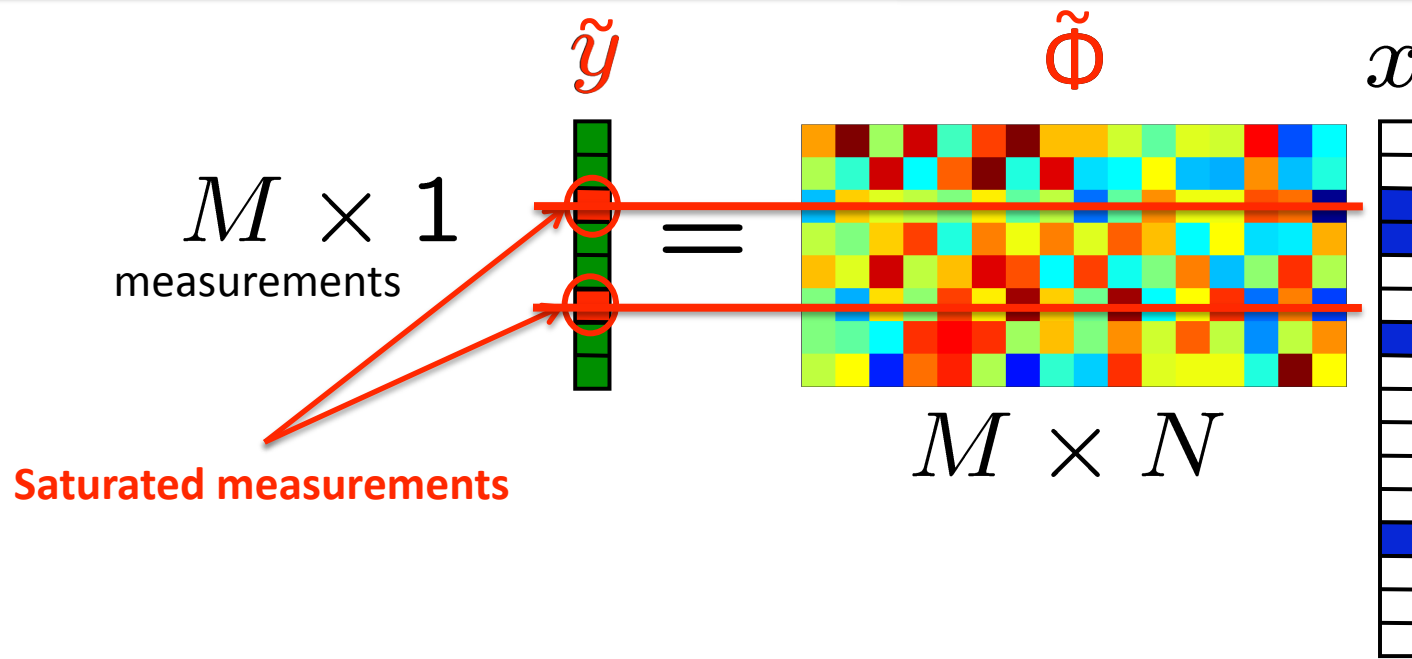 ỹ
Φ̃
x
M × 1
measurements
=
M × N
Saturated measurements